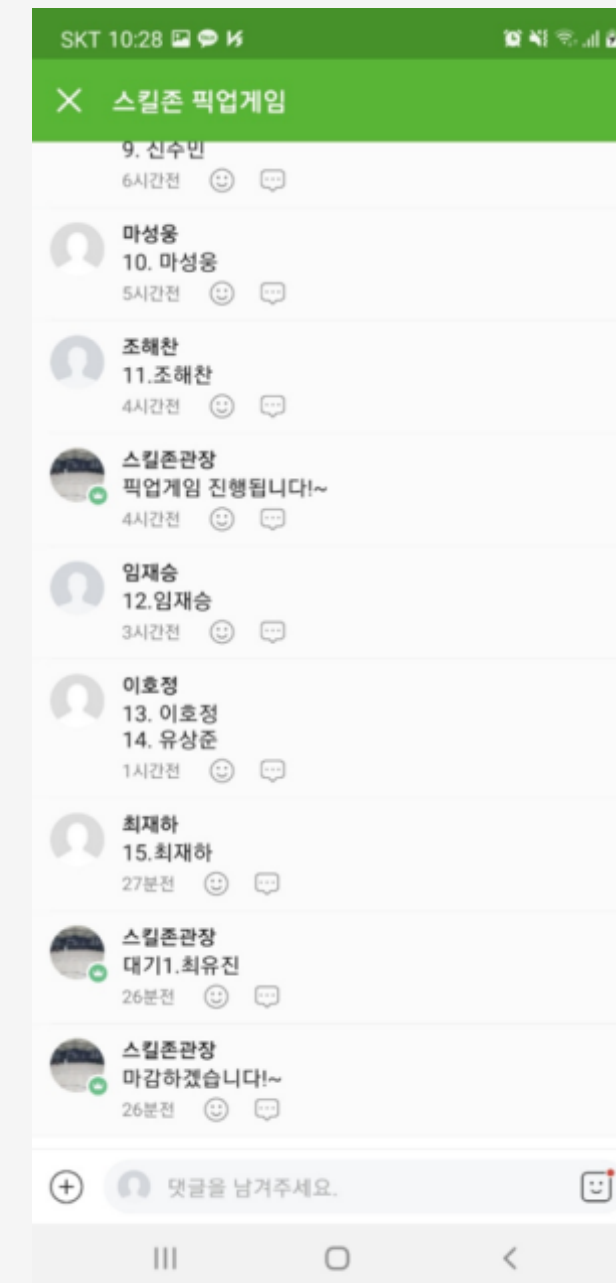 SKT 10:28
스킬존 픽업게임
9. 신수민
6시간전
마성웅
10. 마성웅
5시간전
조해찬
11.조해찬
4시간전
스킬존관장
픽업게임 진행됩니다!~
4시간전
임재승
12.임재승
3시간전
이호정
13. 이호정
14. 유상준
1시간전
최재하
15.최재하
27분전
스킬존관장
대기1.최유진
26분전
스킬존관장
마감하겠습니다!~
26분전
댓글을 남겨주세요.